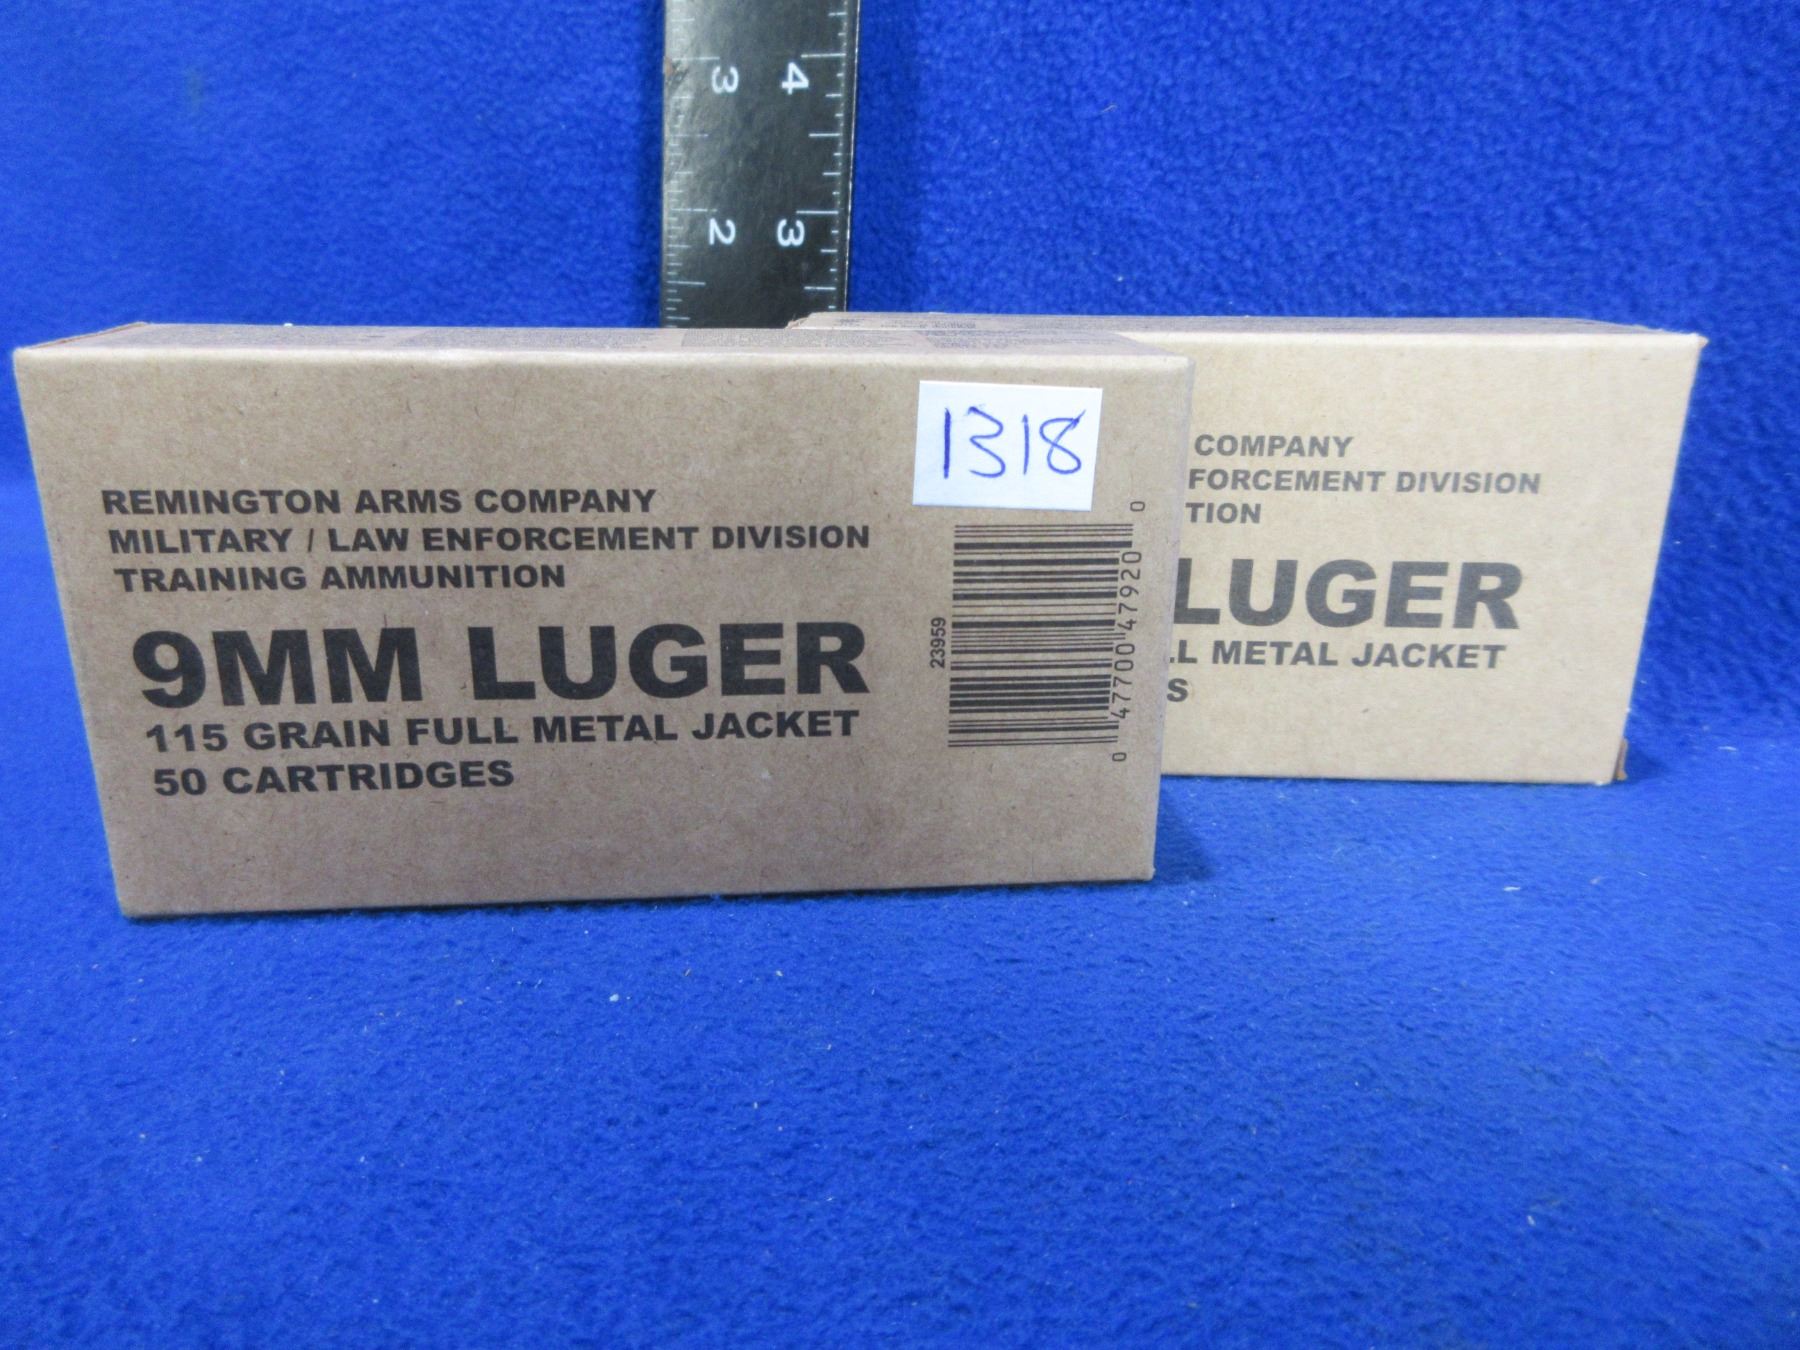 3 4
2 3
1318
REMINGTON ARMS COMPANY
MILITARY / LAW ENFORCEMENT DIVISION
TRAINING AMMUNITION
9MM LUGER
115 GRAIN FULL METAL JACKET
50 CARTRIDGES
23959
0 47700 47920 0
COMPANY
FORCEMENT DIVISION
TION
LUGER
LL METAL JACKET
S